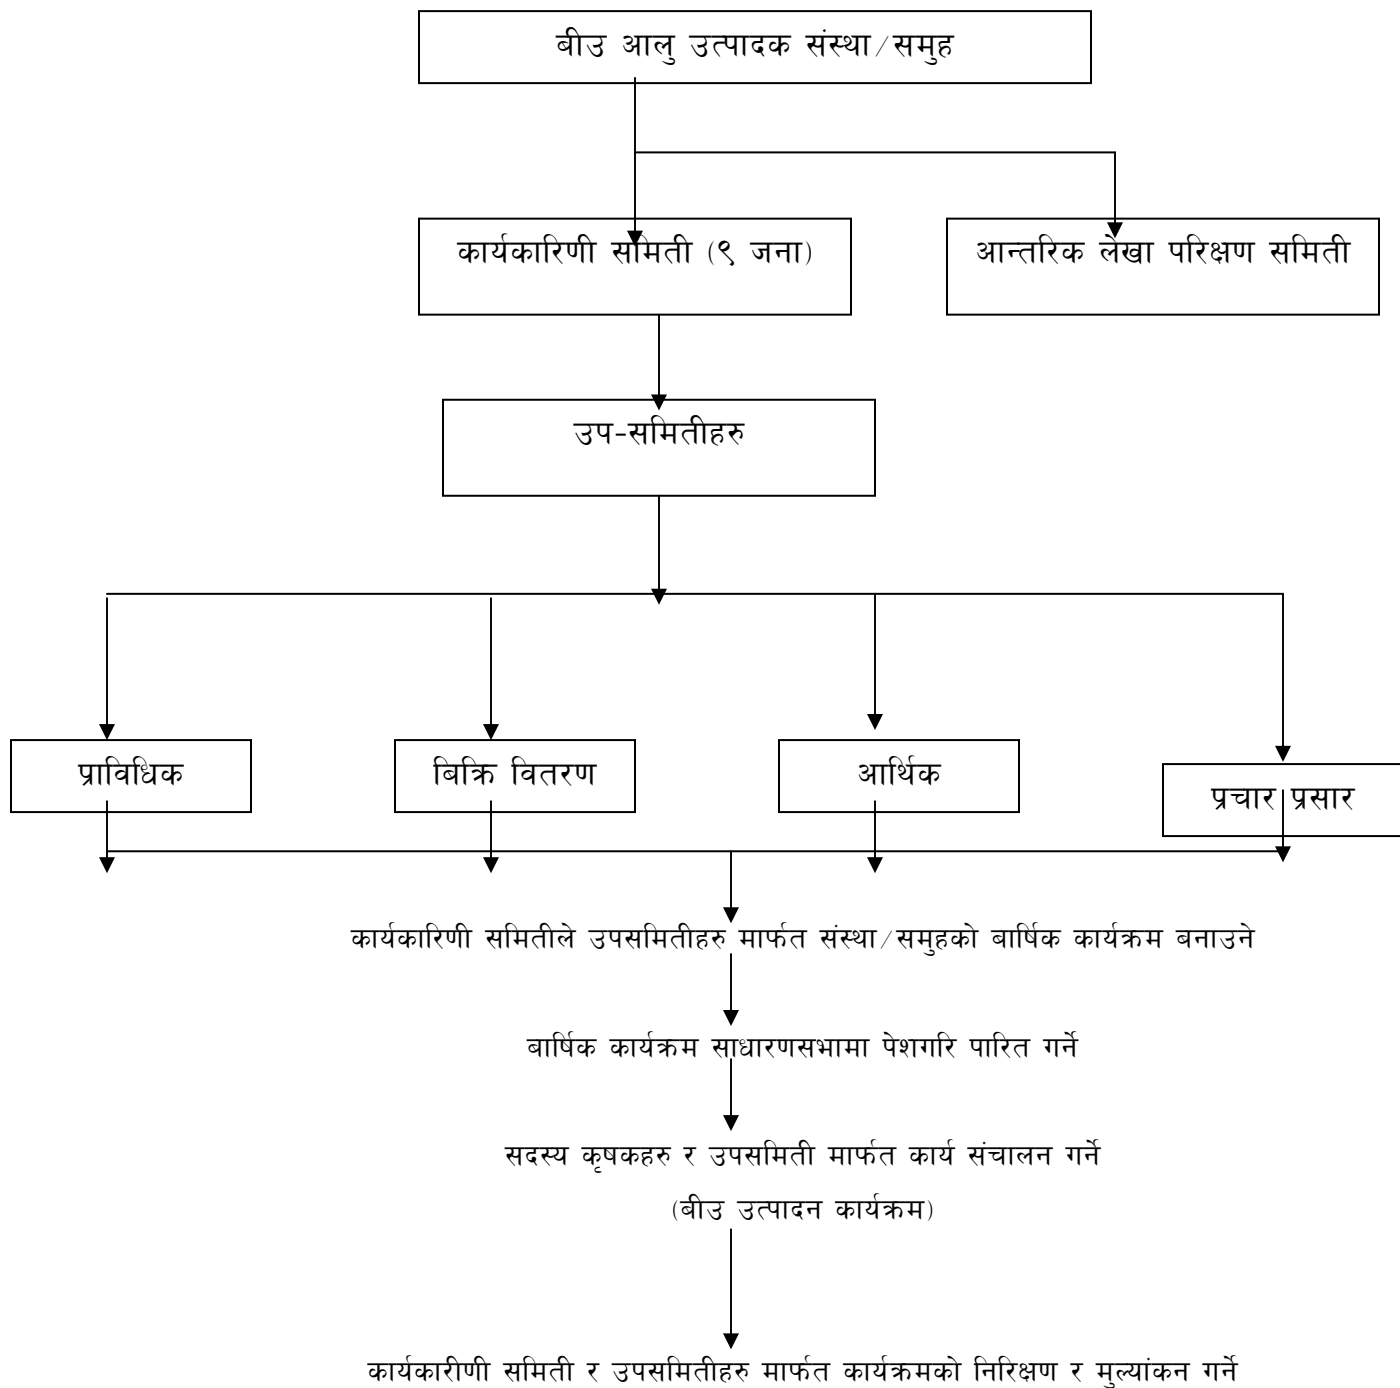 बीउ आलु उत्पादक संस्था/समुह
कार्यकारिणी समिती (९ जना)
आन्तरिक लेखा परिक्षण समिती
उप-समितीहरु
प्राविधिक
बिक्रि वितरण
आर्थिक
प्रचार प्रसार
कार्यकारिणी समितीले उपसमितीहरु मार्फत संस्था/समुहको बार्षिक कार्यक्रम बनाउने
बार्षिक कार्यक्रम साधारणसभामा पेशगरि पारित गर्ने
सदस्य कृषकहरु र उपसमिती मार्फत कार्य संचालन गर्ने
(बीउ उत्पादन कार्यक्रम)
कार्यकारीणी समिती र उपसमितीहरु मार्फत कार्यक्रमको निरिक्षण र मुल्यांकन गर्ने